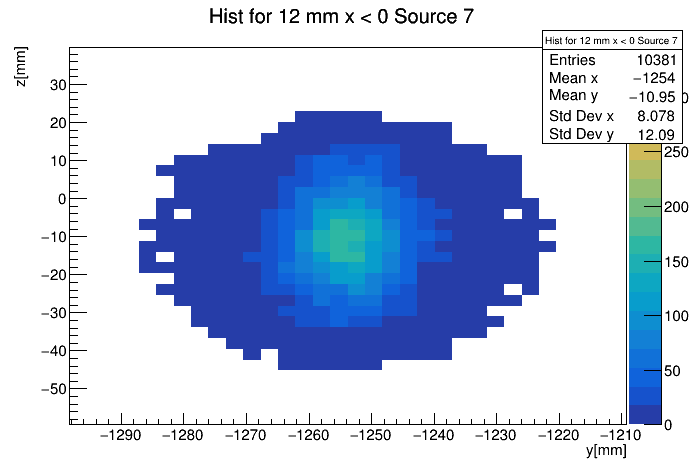 Hist for 12 mm x < 0 Source 7
z[mm]
Hist for 12 mm x < 0 Source 7
Entries 10381
Mean x −1254
Mean y −10.95
Std Dev x 8.078
Std Dev y 12.09
30
20
10
0
−10
−20
−30
−40
−50
−1290 −1280 −1270 −1260 −1250 −1240 −1230 −1220 −1210
y[mm]
250
200
150
100
50
0